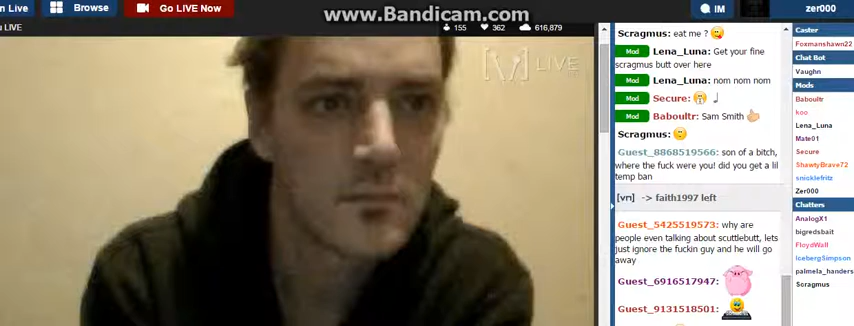 n Live
Browse
Go LIVE Now
www.Bandicam.com
IM
zer000
LIVE
155
362
616,879
LIVE
Scragmus: eat me ?
Mod Lena_Luna: Get your fine
scragmus butt over here
Mod Lena_Luna: nom nom nom
Mod Secure:
Mod Baboultr: Sam Smith
Scragmus:
Guest_8868519566: son of a bitch,
where the fuck were you! did you get a lil
temp ban
[vn] -> faith1997 left
Guest_5425519573: why are
people even talking about scuttlebutt, lets
just ignore the fuckin guy and he will go
away
Guest_6916517947:
Guest_9131518501:
Caster
Foxmanshawn22
Chat Bot
Vaughn
Mods
Baboultr
koo
Lena_Luna
Mate01
Secure
ShawtyBrave72
snicklefritz
Zer000
Chatters
AnalogX1
bigredsbait
FloydWall
IcebergSimpson
palmela_handers
Scragmus